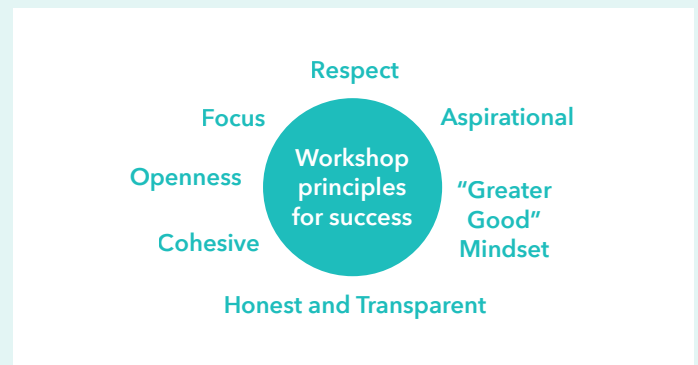 Respect
Focus
Aspirational
Workshop
principles
for success
Openness
“Greater
Good”
Mindset
Cohesive
Honest and Transparent